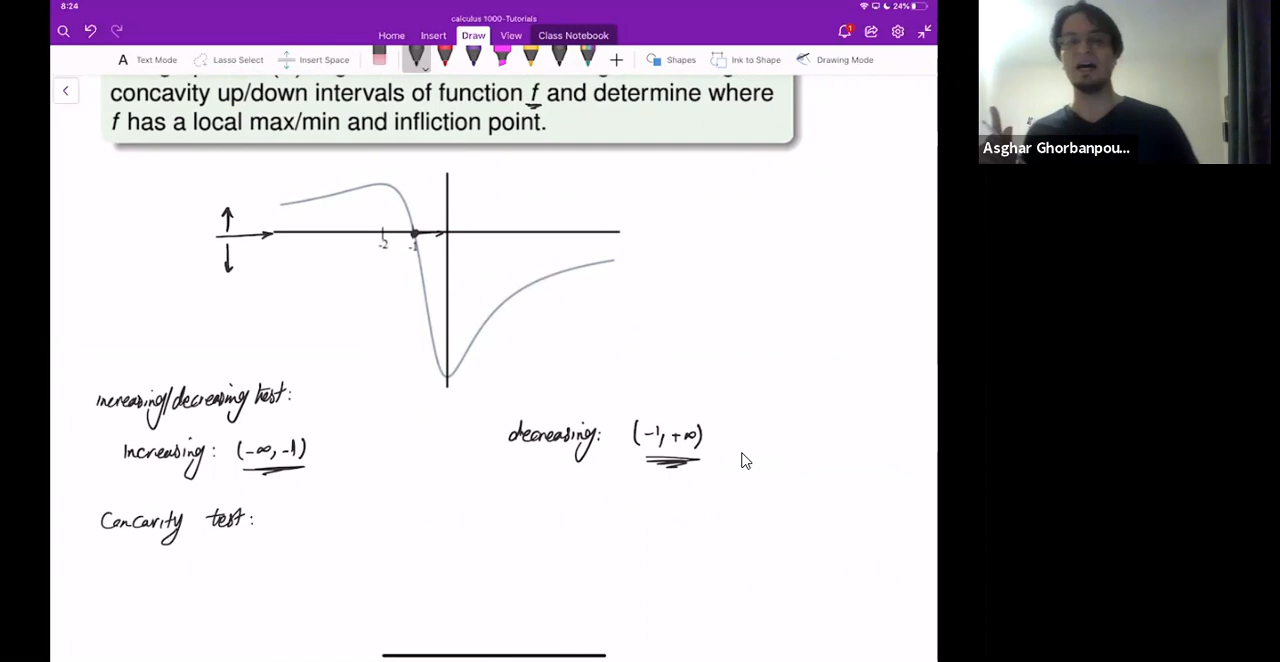 8:24
24%
calculus 1000-Tutorials
Home Insert Draw View Class Notebook
1
A Text Mode Lasso Select Insert Space Shapes Ink to Shape Drawing Mode
concavity up/down intervals of function f and determine where
f has a local max/min and infliction point.
Asghar Ghorbanpou...
-2 -1
Increasing/decreasing test:
Increasing: (-∞, -1)
decreasing: (-1, +∞)
Concavity test: